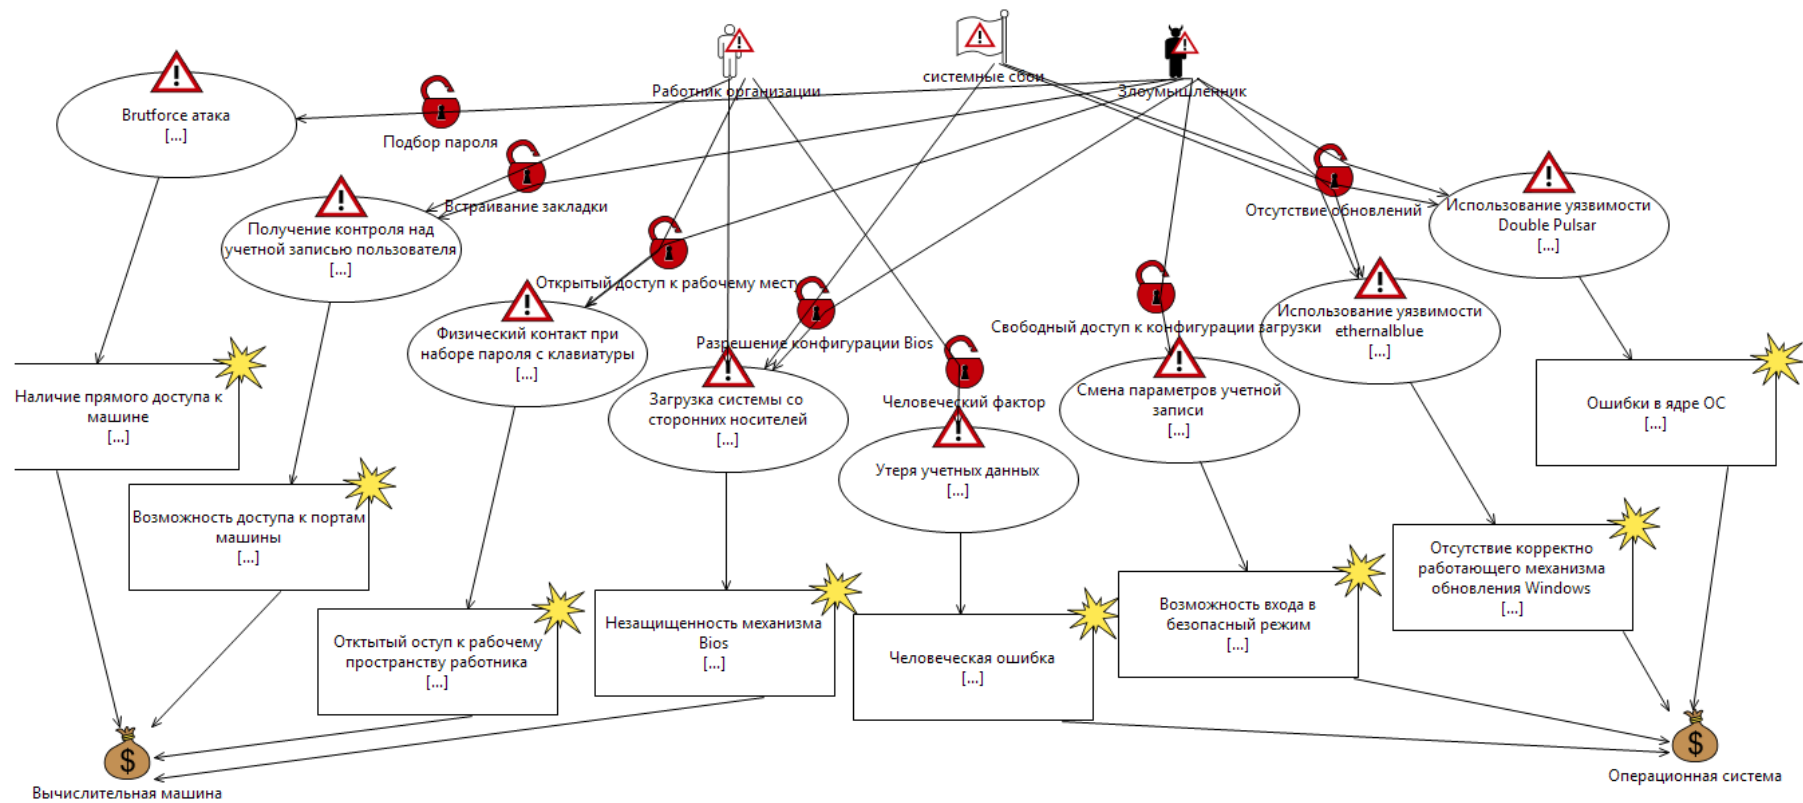 системные сбои
Работник организации
Злоумышленник
Brutforce атака
[...]
Подбор пароля
Встраивание закладки
Отсутствие обновлений
Использование уязвимости
Double Pulsar
[...]
Получение контроля над
учетной записью пользователя
[...]
Открытый доступ к рабочему месту
Физический контакт при
наборе пароля с клавиатуры
[...]
Разрешение конфигурации Bios
Свободный доступ к конфигурации загрузки
Использование уязвимости
ethernalblue
[...]
Загрузка системы со
сторонних носителей
[...]
Человеческий фактор
Смена параметров учетной
записи
[...]
Утеря учетных данных
[...]
Наличие прямого доступа к
машине
[...]
Ошибки в ядре ОС
[...]
Возможность доступа к портам
машины
[...]
Отсутствие корректно
работающего механизма
обновления Windows
[...]
Отктытый оступ к рабочему
пространству работника
[...]
Незащищенность механизма
Bios
[...]
Человеческая ошибка
[...]
Возможность входа в
безопасный режим
[...]
$
Вычислительная машина
$
Операционная система